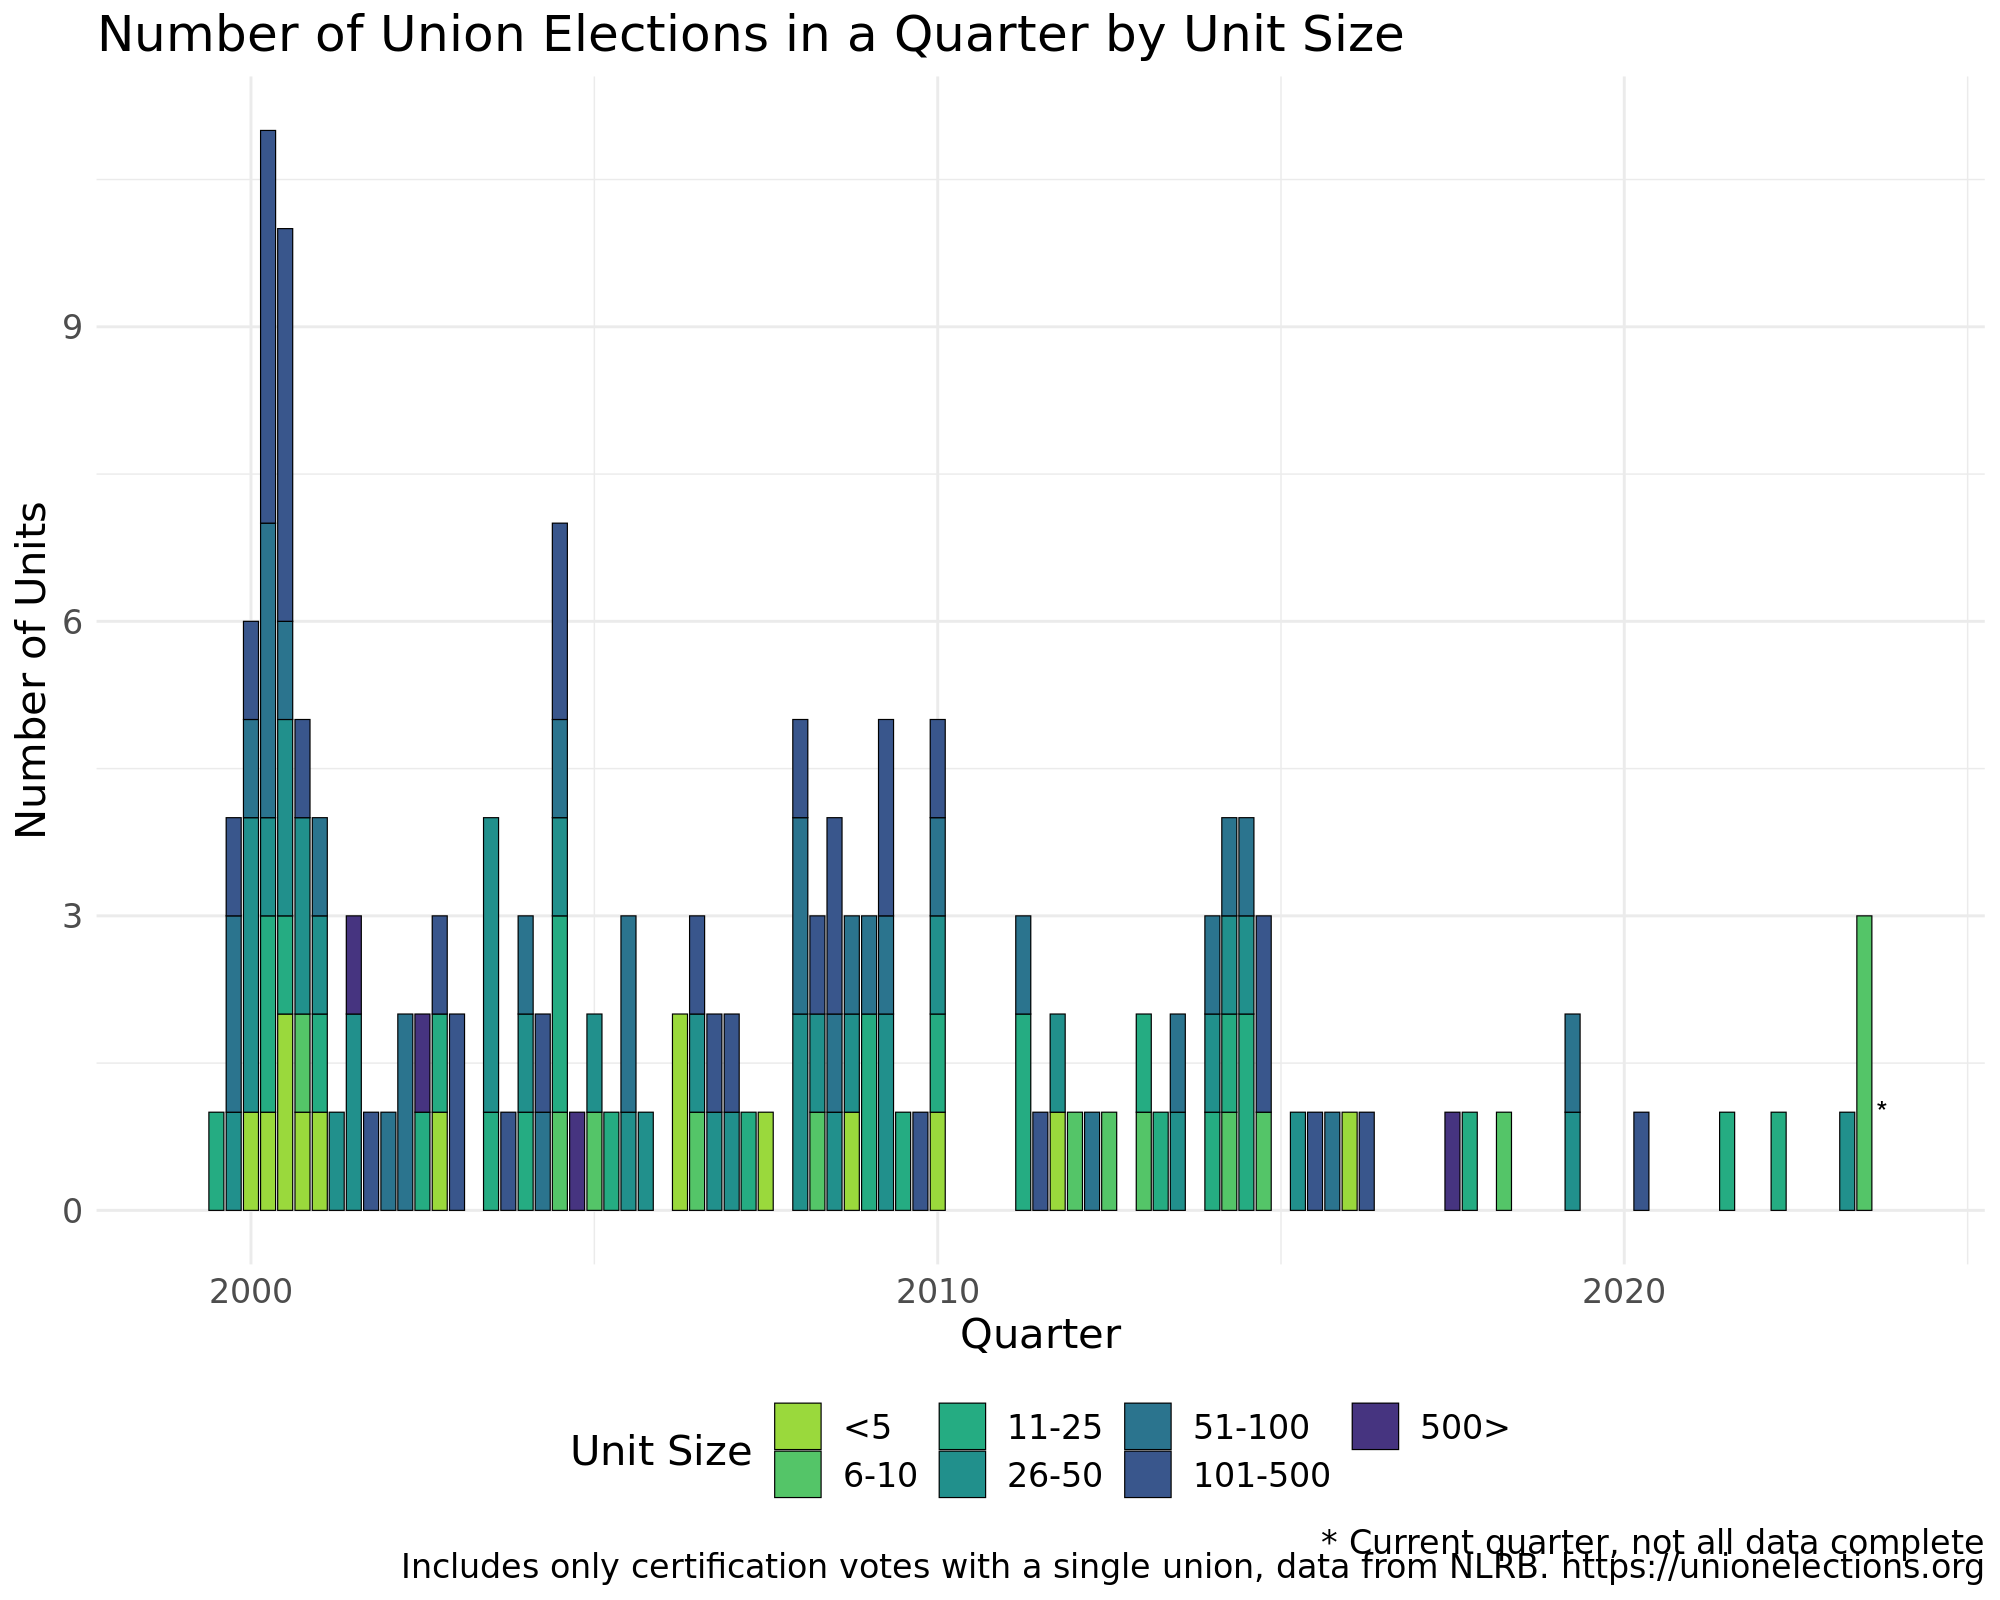 Number of Union Elections in a Quarter by Unit Size
Number of Units
9
6
3
0
*
2000 2010 2020
Quarter
Unit Size
<5 11-25 51-100 500>
6-10 26-50 101-500
* Current quarter, not all data complete
Includes only certification votes with a single union, data from NLRB. https://unionelections.org